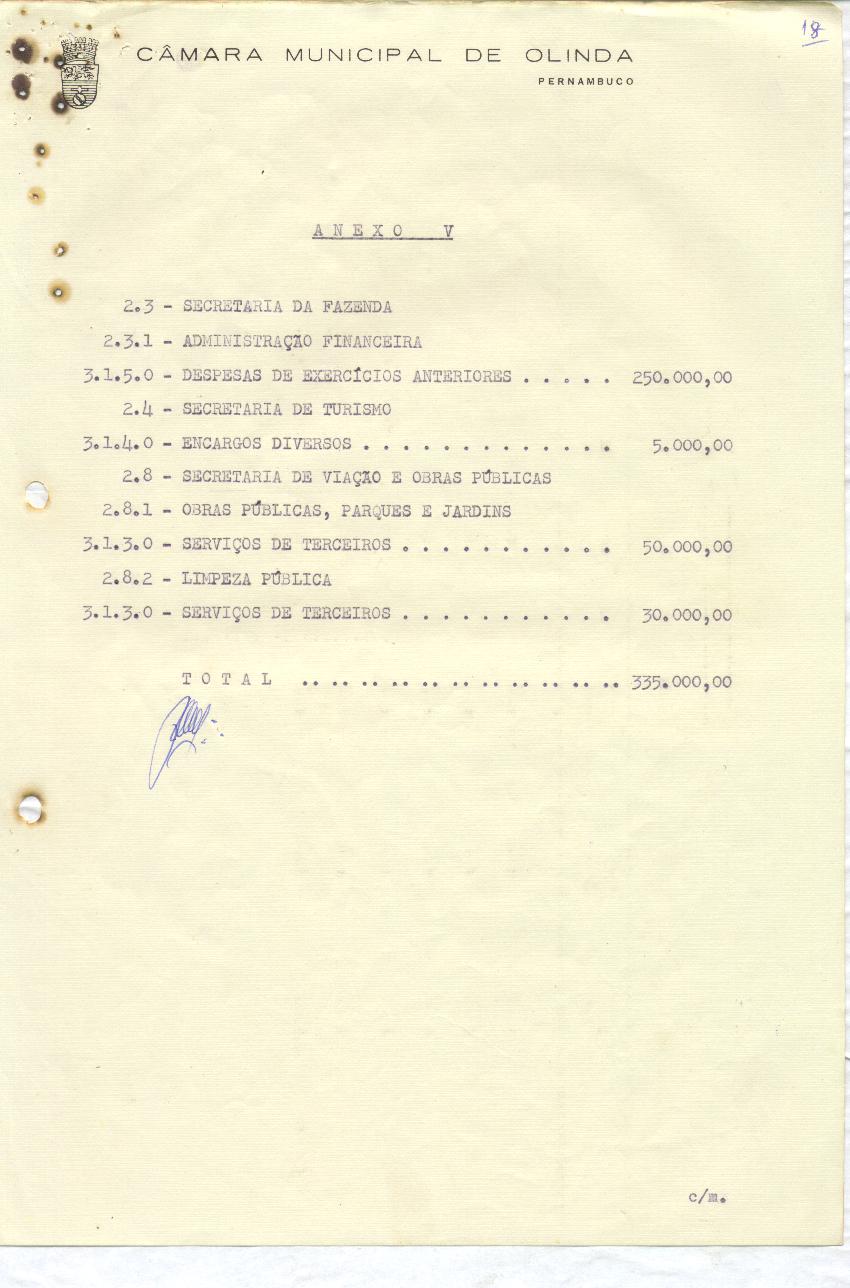 18
CÂMARA MUNICIPAL DE OLINDA
PERNAMBUCO
ANEXO V
2.3 - SECRETARIA DA FAZENDA
2.3.1 - ADMINISTRAÇÃO FINANCEIRA
3.1.5.0 - DESPESAS DE EXERCÍCIOS ANTERIORES . . . . . 250.000,00
2.4 - SECRETARIA DE TURISMO
3.1.4.0 - ENCARGOS DIVERSOS . . . . . . . . . . . . . 5.000,00
2.8 - SECRETARIA DE VIAÇÃO E OBRAS PÚBLICAS
2.8.1 - OBRAS PÚBLICAS, PARQUES E JARDINS
3.1.3.0 - SERVIÇOS DE TERCEIROS . . . . . . . . . . . 50.000,00
2.8.2 - LIMPEZA PÚBLICA
3.1.3.0 - SERVIÇOS DE TERCEIROS . . . . . . . . . . . 30.000,00
T O T A L .. .. .. .. .. .. .. .. .. .. .. 335.000,00
c/m.